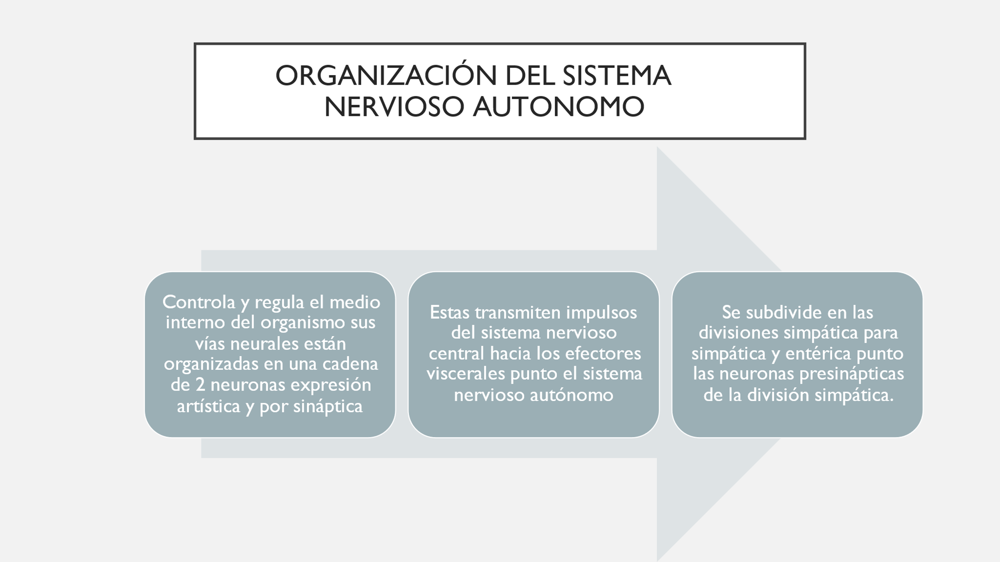 ORGANIZACIÓN DEL SISTEMA
NERVIOSO AUTONOMO
Controla y regula el medio
interno del organismo sus
vías neurales están
organizadas en una cadena
de 2 neuronas expresión
artística y por sináptica
Estas transmiten impulsos
del sistema nervioso
central hacia los efectores
viscerales punto el sistema
nervioso autónomo
Se subdivide en las
divisiones simpática para
simpática y entérica punto
las neuronas presinápticas
de la división simpática.